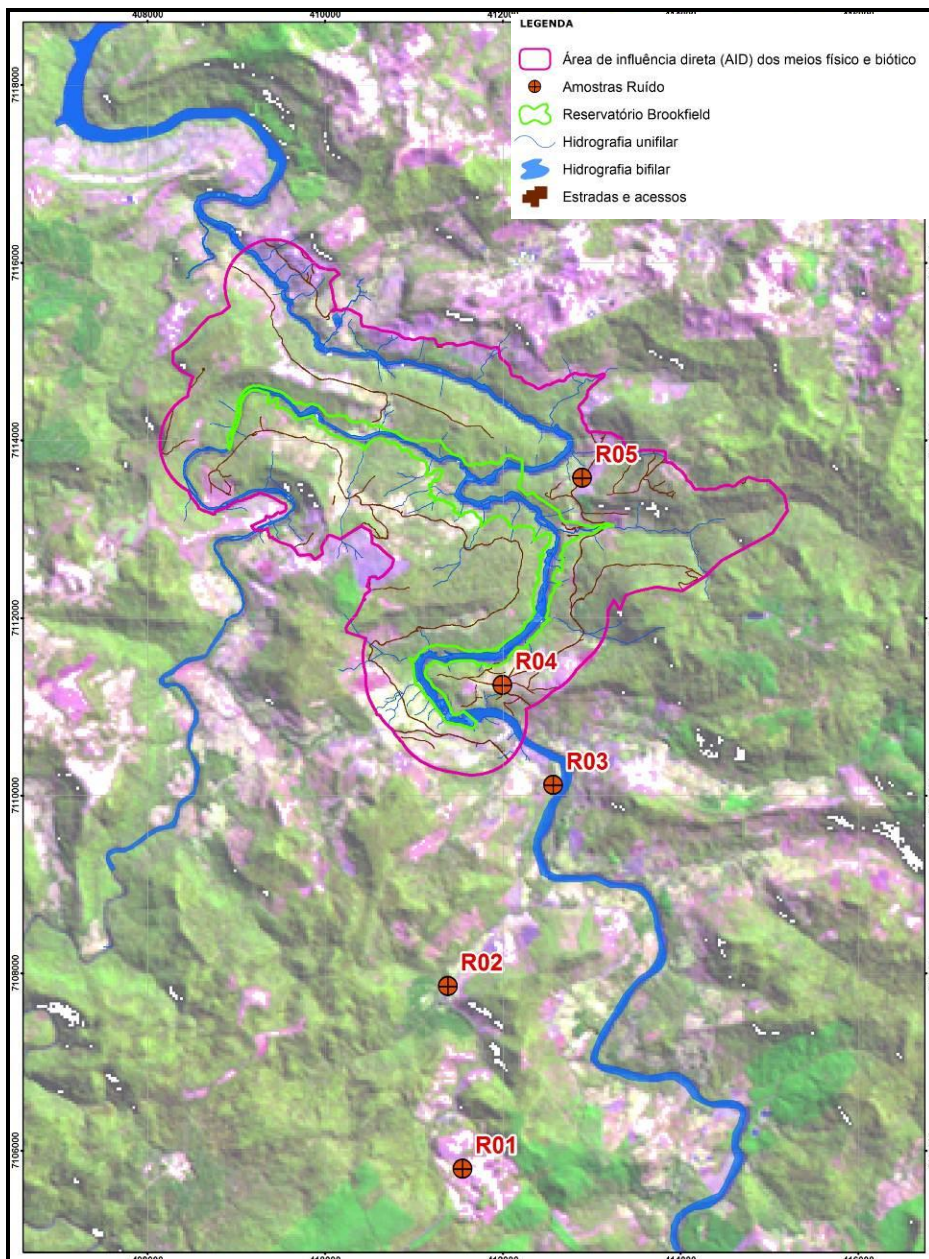 408000
410000
412000
LEGENDA
Área de influência direta (AID) dos meios físico e biótico
Amostras Ruído
Reservatório Brookfield
Hidrografia unifilar
Hidrografia bifilar
Estradas e acessos
7118000
7116000
7114000
R05
7112000
R04
R03
7110000
R02
7108000
R01
7106000